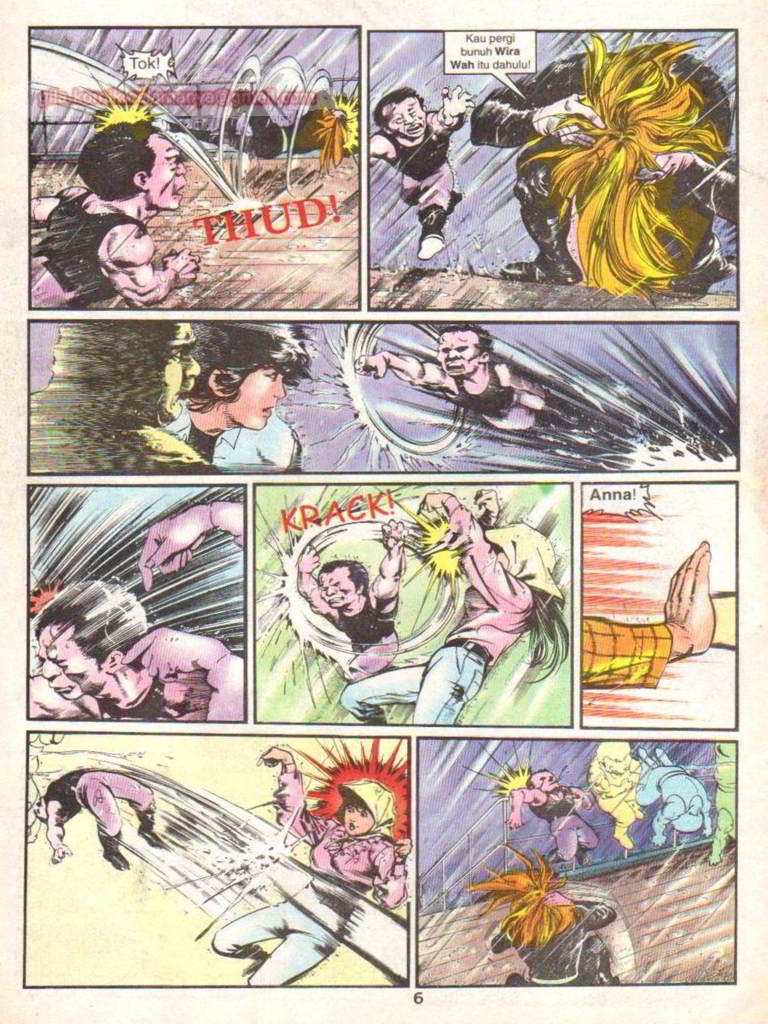 Tok!
THUD!
Kau pergi
bunuh Wira
Wah itu dahulu!
KRACK!
Anna!
6